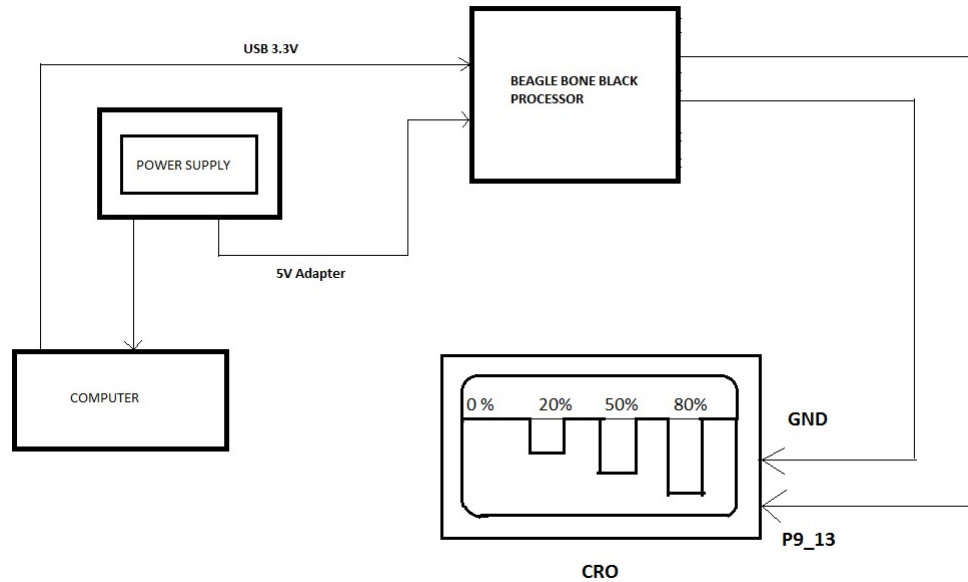 USB 3.3V
BEAGLE BONE BLACK
PROCESSOR
POWER SUPPLY
5V Adapter
COMPUTER
0 % 20% 50% 80%
GND
P9_13
CRO